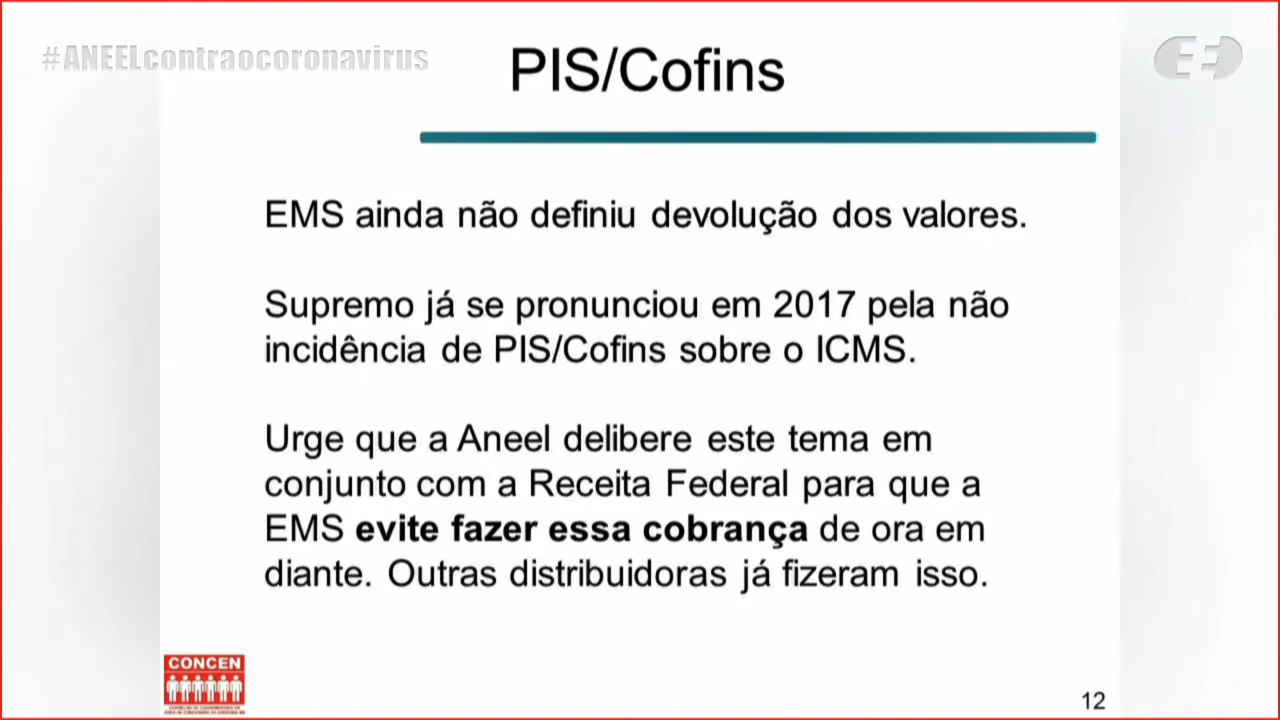 #ANEELcontraocoronavirus
PIS/Cofins
EMS ainda não definiu devolução dos valores.
Supremo já se pronunciou em 2017 pela não
incidência de PIS/Cofins sobre o ICMS.
Urge que a Aneel delibere este tema em
conjunto com a Receita Federal para que a
EMS evite fazer essa cobrança de ora em
diante. Outras distribuidoras já fizeram isso.
CONCEN
12